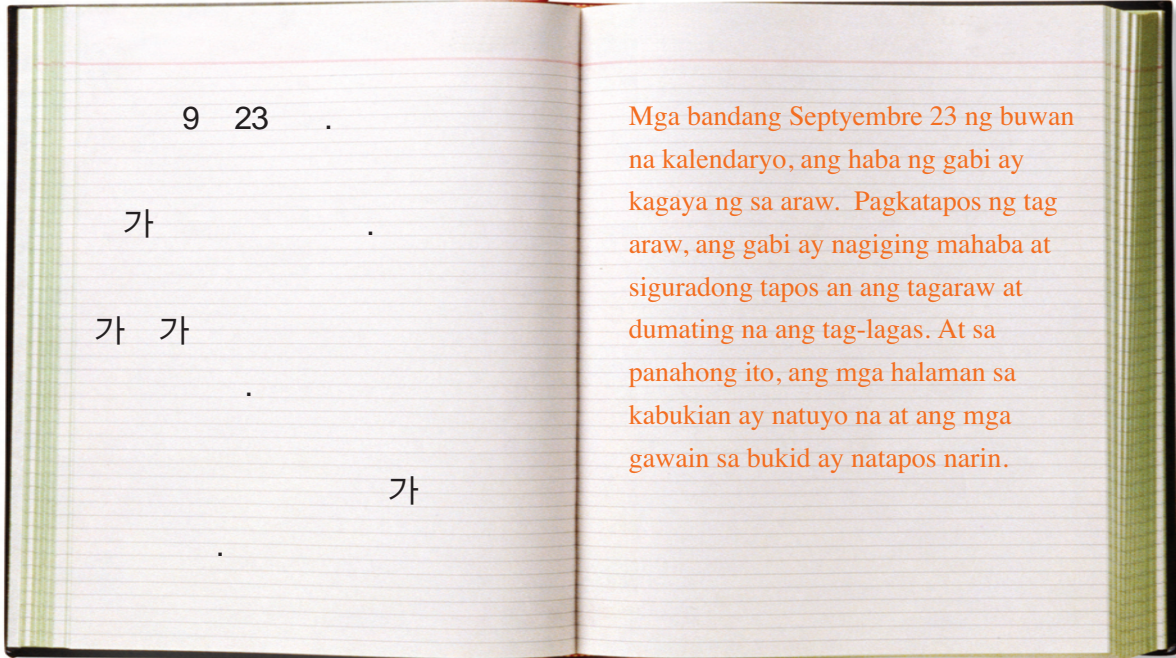 9 23 .
가 .
가 가
.
가
.
Mga bandang Septyembre 23 ng buwan
na kalendaryo, ang haba ng gabi ay
kagaya ng sa araw. Pagkatapos ng tag
araw, ang gabi ay nagiging mahaba at
siguradong tapos an ang tagaraw at
dumating na ang tag-lagas. At sa
panahong ito, ang mga halaman sa
kabukian ay natuyo na at ang mga
gawain sa bukid ay natapos narin.